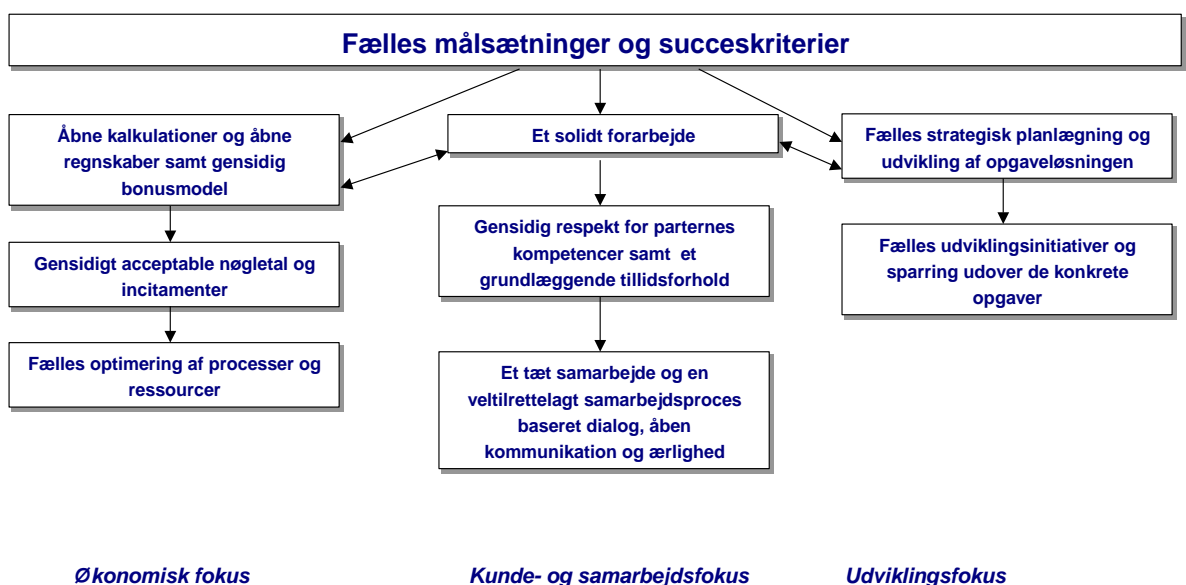 Fælles målsætninger og succeskriterier
Åbne kalkulationer og åbne
regnskaber samt gensidig
bonusmodel
Gensidigt acceptable nøgletal og
incitamenter
Fælles optimering af processer og
ressourcer
Et solidt forarbejde
Gensidig respekt for parternes
kompetencer samt et
grundlæggende tillidsforhold
Et tæt samarbejde og en
veltilrettelagt samarbejdsproces
baseret dialog, åben
kommunikation og ærlighed
Fælles strategisk planlægning og
udvikling af opgaveløsningen
Fælles udviklingsinitiativer og
sparring udover de konkrete
opgaver
Økonomisk fokus
Kunde- og samarbejdsfokus
Udviklingsfokus